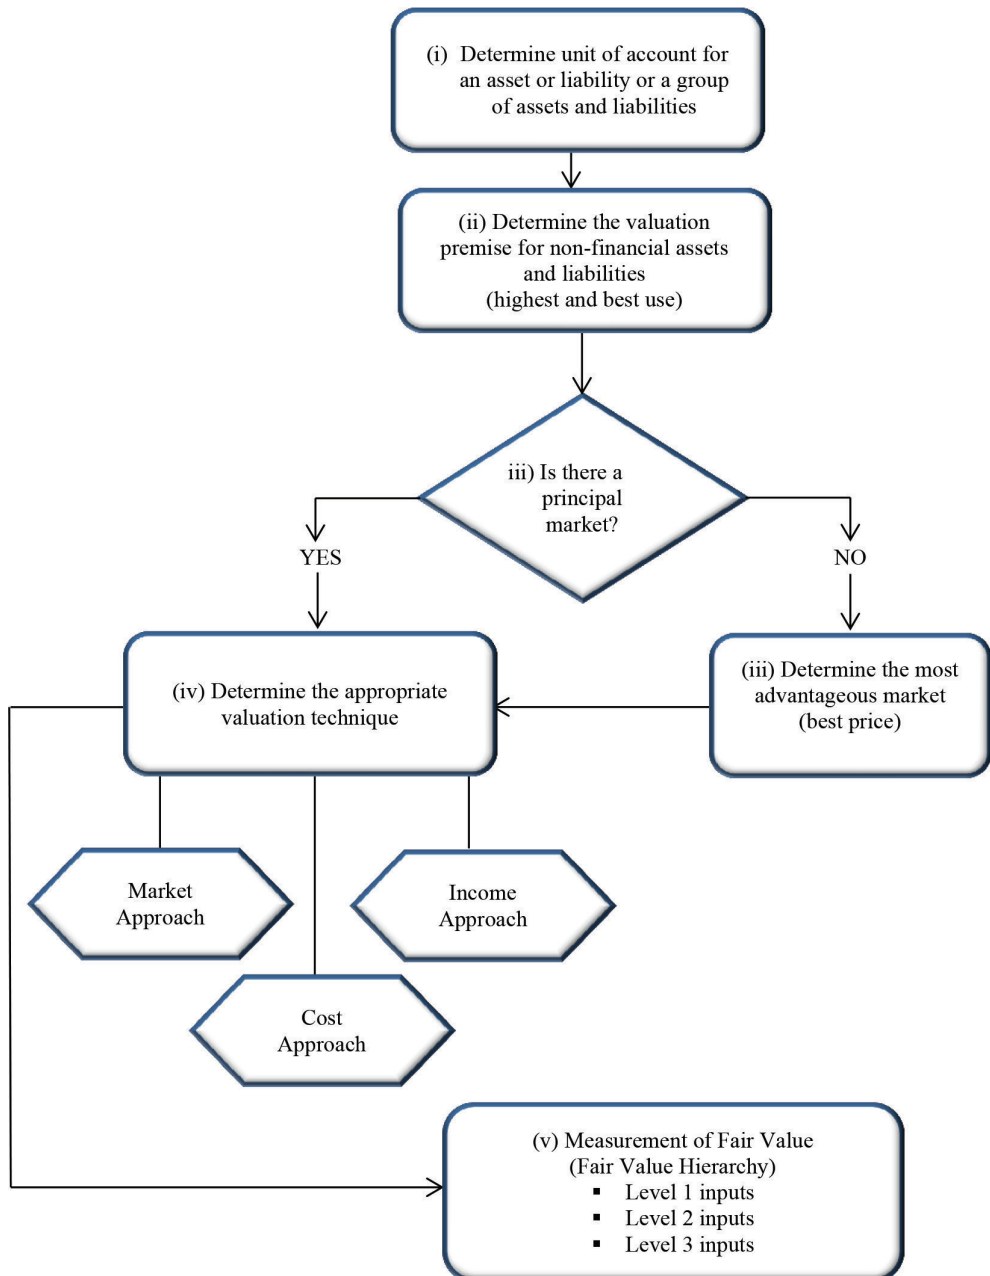 (i) Determine unit of account for
an asset or liability or a group
of assets and liabilities
(ii) Determine the valuation
premise for non-financial assets
and liabilities
(highest and best use)
iii) Is there a
principal
market?
YES
NO
(iv) Determine the appropriate
valuation technique
(iii) Determine the most
advantageous market
(best price)
Market
Approach
Income
Approach
Cost
Approach
(v) Measurement of Fair Value
(Fair Value Hierarchy)
▪ Level 1 inputs
▪ Level 2 inputs
▪ Level 3 inputs